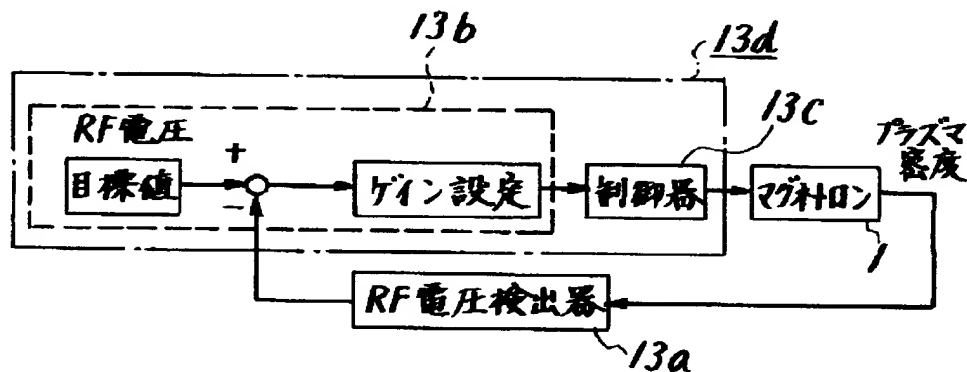 13b
13d
RF電圧
目標値
+
−
ゲイン設定
13c
制御器
マグネトロン
1
プラズマ
密度
RF電圧検出器
13a